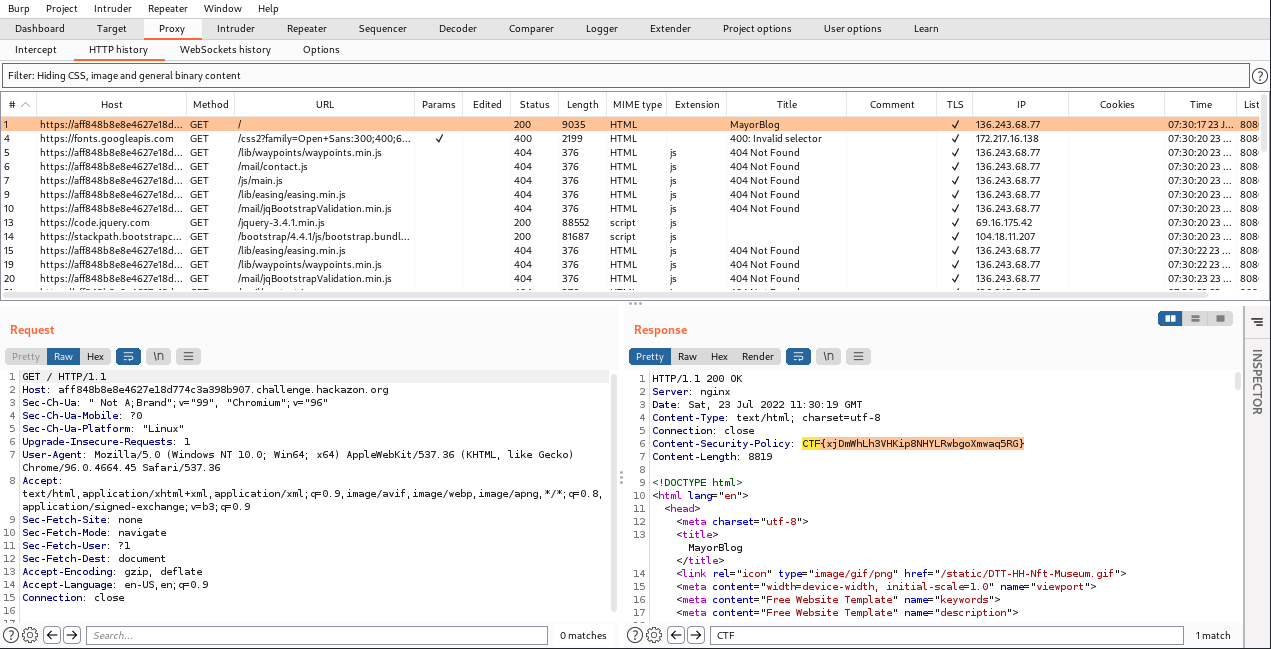 Burp Project Intruder Repeater Window Help
Dashboard Target Proxy Intruder Repeater Sequencer Decoder Comparer Logger Extender Project options User options Learn
Intercept HTTP history WebSockets history Options
Filter: Hiding CSS, image and general binary content
# Host Method URL Params Edited Status Length MIME type Extension Title Comment TLS IP Cookies Time List
1 https://aff848b8e8e4627e18d... GET / 200 9035 HTML MayorBlog ✓ 136.243.68.77 07:30:17 23 J... 808
4 https://fonts.googleapis.com GET /css2?family=Open+Sans:300;400;6... ✓ 400 2199 HTML 400: Invalid selector ✓ 172.217.16.138 07:30:20 23 ... 808
5 https://aff848b8e8e4627e18d... GET /lib/waypoints/waypoints.min.js 404 376 HTML js 404 Not Found ✓ 136.243.68.77 07:30:20 23 ... 808
6 https://aff848b8e8e4627e18d... GET /mail/contact.js 404 376 HTML js 404 Not Found ✓ 136.243.68.77 07:30:20 23 ... 808
7 https://aff848b8e8e4627e18d... GET /js/main.js 404 376 HTML js 404 Not Found ✓ 136.243.68.77 07:30:20 23 ... 808
9 https://aff848b8e8e4627e18d... GET /lib/easing/easing.min.js 404 376 HTML js 404 Not Found ✓ 136.243.68.77 07:30:20 23 ... 808
10 https://aff848b8e8e4627e18d... GET /mail/jqBootstrapValidation.min.js 404 376 HTML js 404 Not Found ✓ 136.243.68.77 07:30:20 23 ... 808
13 https://code.jquery.com GET /jquery-3.4.1.min.js 200 88552 script js ✓ 69.16.175.42 07:30:20 23 ... 808
14 https://stackpath.bootstrapc... GET /bootstrap/4.4.1/js/bootstrap.bundl... 200 81687 script js ✓ 104.18.11.207 07:30:20 23 ... 808
15 https://aff848b8e8e4627e18d... GET /lib/easing/easing.min.js 404 376 HTML js 404 Not Found ✓ 136.243.68.77 07:30:22 23 ... 808
19 https://aff848b8e8e4627e18d... GET /lib/waypoints/waypoints.min.js 404 376 HTML js 404 Not Found ✓ 136.243.68.77 07:30:22 23 ... 808
20 https://aff848b8e8e4627e18d... GET /mail/jqBootstrapValidation.min.js 404 376 HTML js 404 Not Found ✓ 136.243.68.77 07:30:23 23 ... 808
Request
Pretty Raw Hex \n
1 GET / HTTP/1.1
2 Host: aff848b8e8e4627e18d774c3a398b907.challenge.hackazon.org
3 Sec-Ch-Ua: " Not A;Brand";v="99", "Chromium";v="96"
4 Sec-Ch-Ua-Mobile: ?0
5 Sec-Ch-Ua-Platform: "Linux"
6 Upgrade-Insecure-Requests: 1
7 User-Agent: Mozilla/5.0 (Windows NT 10.0; Win64; x64) AppleWebKit/537.36 (KHTML, like Gecko)
Chrome/96.0.4664.45 Safari/537.36
8 Accept:
text/html,application/xhtml+xml,application/xml;q=0.9,image/avif,image/webp,image/apng,*/*;q=0.8,
application/signed-exchange;v=b3;q=0.9
9 Sec-Fetch-Site: none
10 Sec-Fetch-Mode: navigate
11 Sec-Fetch-User: ?1
12 Sec-Fetch-Dest: document
13 Accept-Encoding: gzip, deflate
14 Accept-Language: en-US,en;q=0.9
15 Connection: close
16
Search... 0 matches
Response
Pretty Raw Hex Render \n
1 HTTP/1.1 200 OK
2 Server: nginx
3 Date: Sat, 23 Jul 2022 11:30:19 GMT
4 Content-Type: text/html; charset=utf-8
5 Connection: close
6 Content-Security-Policy: CTF{xjDmWhLh3VHKip8NHYLRwbgoXmwaq5RG}
7 Content-Length: 8819
8
9 <!DOCTYPE html>
10 <html lang="en">
11 <head>
12 <meta charset="utf-8">
13 <title>
MayorBlog
</title>
14 <link rel="icon" type="image/gif/png" href="/static/DTT-HH-Nft-Museum.gif">
15 <meta content="width=device-width, initial-scale=1.0" name="viewport">
16 <meta content="Free Website Template" name="keywords">
17 <meta content="Free Website Template" name="description">
CTF 1 match
INSPECTOR